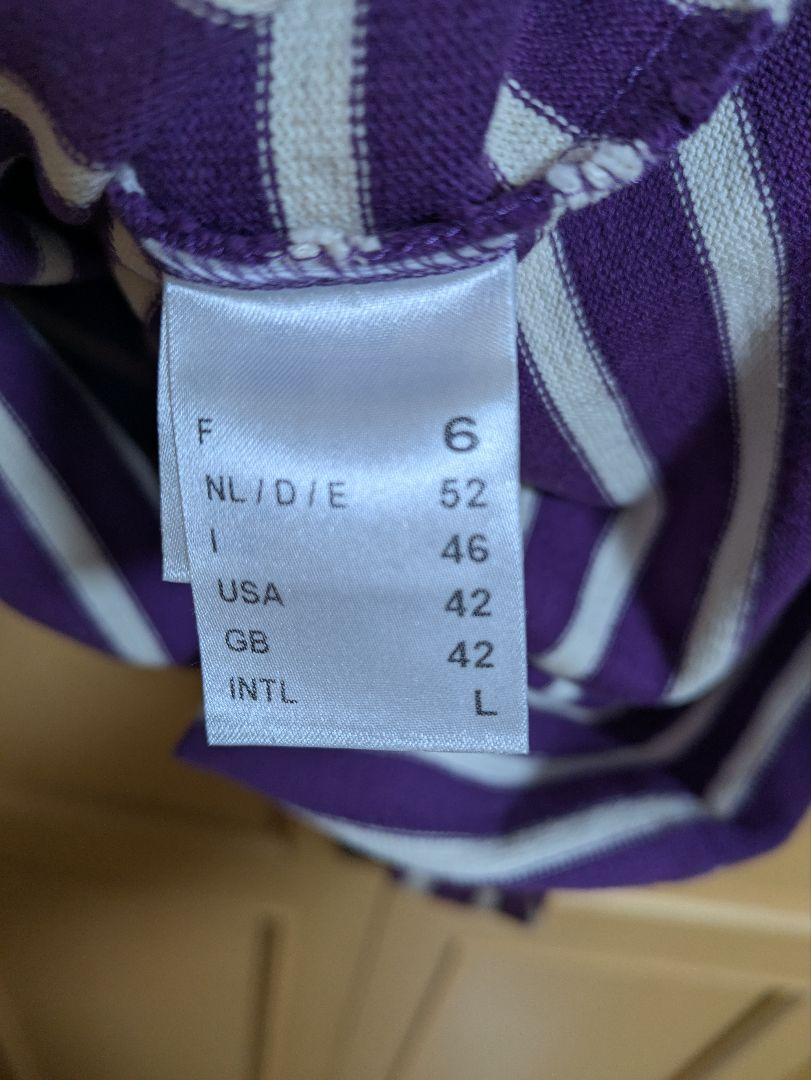 F 6
NL / D / E 52
I 46
USA 42
GB 42
INTL L